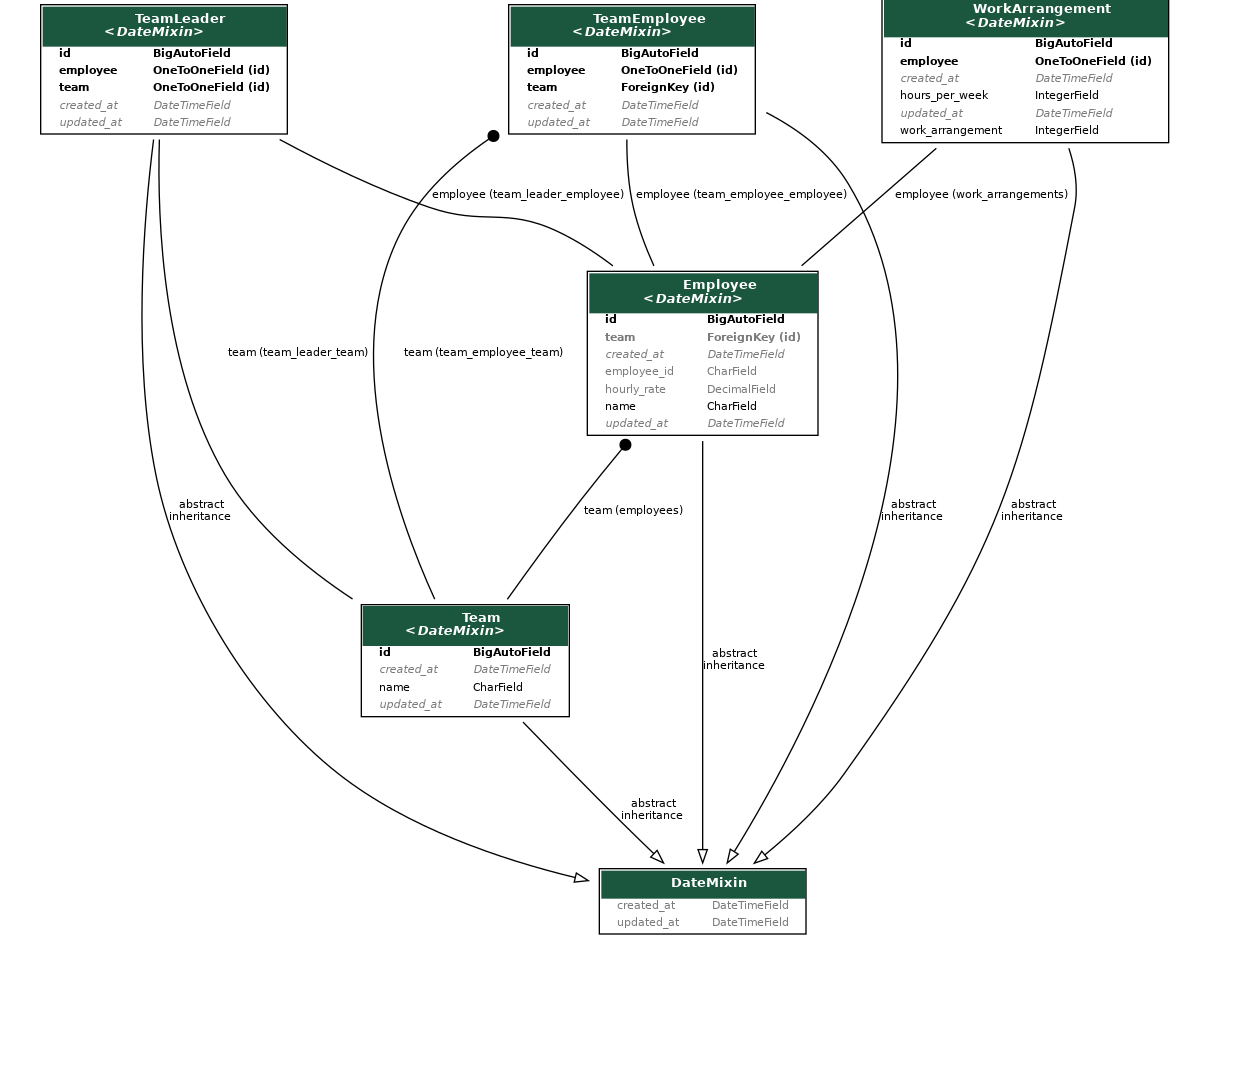 TeamLeader
<DateMixin>
id BigAutoField
employee OneToOneField (id)
team OneToOneField (id)
created_at DateTimeField
updated_at DateTimeField
TeamEmployee
<DateMixin>
id BigAutoField
employee OneToOneField (id)
team ForeignKey (id)
created_at DateTimeField
updated_at DateTimeField
WorkArrangement
<DateMixin>
id BigAutoField
employee OneToOneField (id)
created_at DateTimeField
hours_per_week IntegerField
updated_at DateTimeField
work_arrangement IntegerField
employee (team_leader_employee)
employee (team_employee_employee)
employee (work_arrangements)
Employee
<DateMixin>
id BigAutoField
team ForeignKey (id)
created_at DateTimeField
employee_id CharField
hourly_rate DecimalField
name CharField
updated_at DateTimeField
team (team_leader_team)
team (team_employee_team)
abstract
inheritance
team (employees)
abstract
inheritance
abstract
inheritance
Team
<DateMixin>
id BigAutoField
created_at DateTimeField
name CharField
updated_at DateTimeField
abstract
inheritance
abstract
inheritance
DateMixin
created_at DateTimeField
updated_at DateTimeField